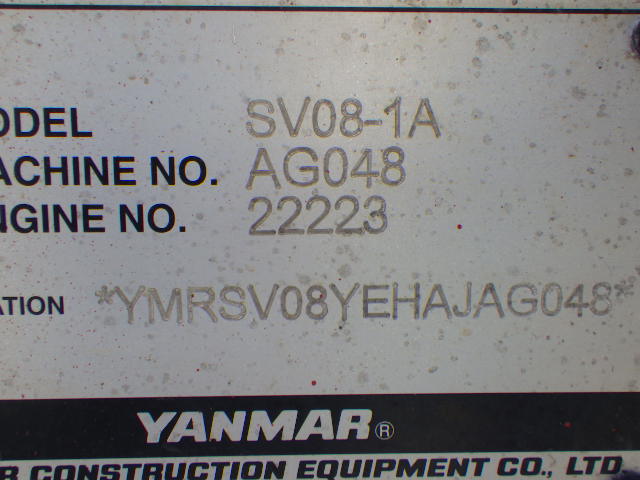 ODEL SV08-1A
ACHINE NO. AG048
NGINE NO. 22223
ATION *YMRSV08YEHAJAG048*
YANMAR®
R CONSTRUCTION EQUIPMENT CO., LTD